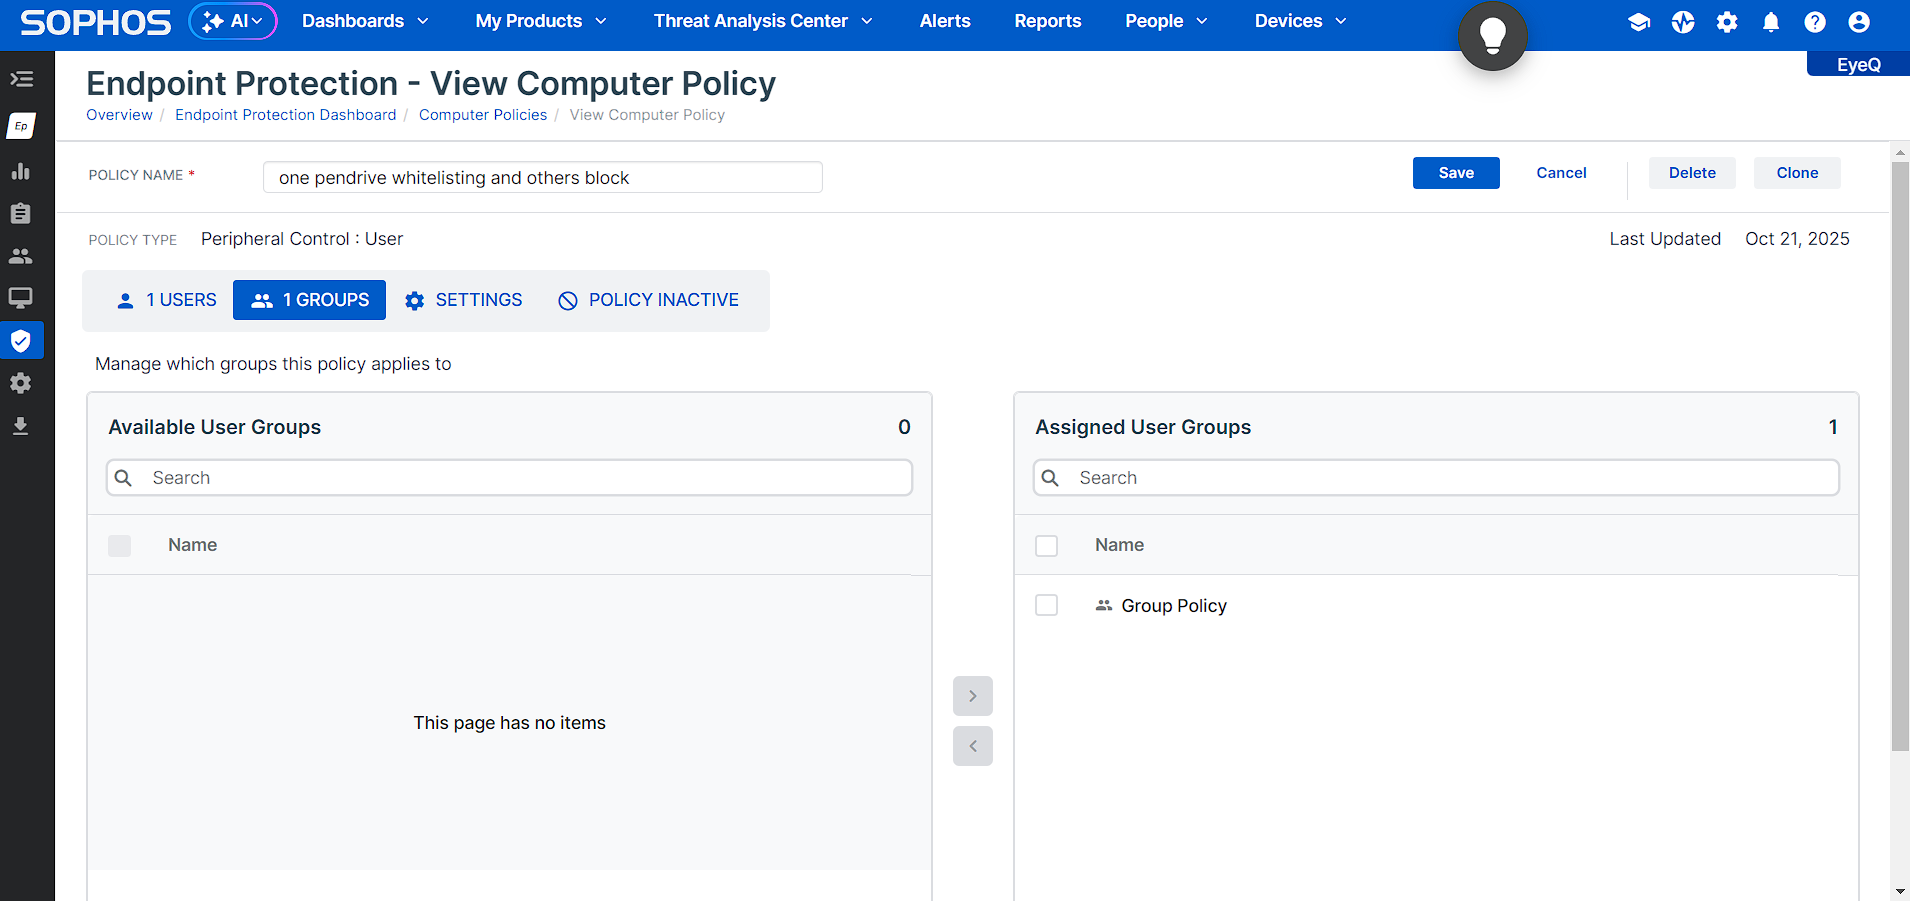 SOPHOS AI Dashboards My Products Threat Analysis Center Alerts Reports People Devices
EyeQ
Endpoint Protection - View Computer Policy
Overview / Endpoint Protection Dashboard / Computer Policies / View Computer Policy
Ep
POLICY NAME * one pendrive whitelisting and others block Save Cancel Delete Clone
POLICY TYPE Peripheral Control : User Last Updated Oct 21, 2025
1 USERS 1 GROUPS SETTINGS POLICY INACTIVE
Manage which groups this policy applies to
Available User Groups 0
Search
Name
This page has no items
Assigned User Groups 1
Search
Name
Group Policy